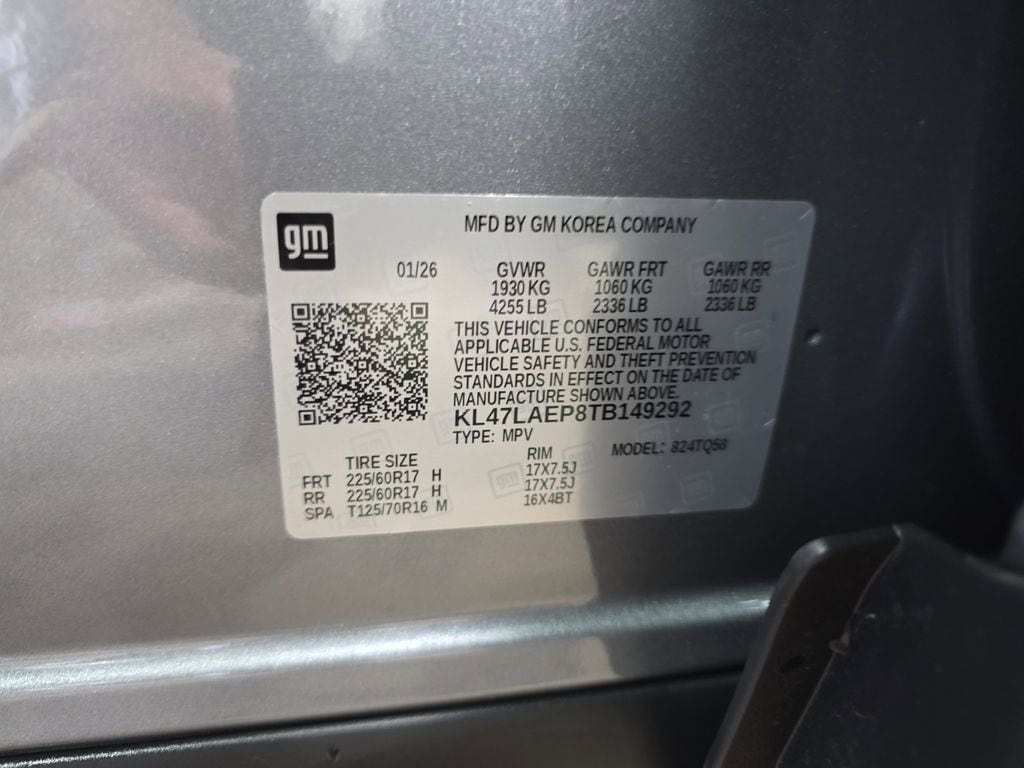 gm
MFD BY GM KOREA COMPANY
01/26 GVWR GAWR FRT GAWR RR
1930 KG 1060 KG 1060 KG
4255 LB 2336 LB 2336 LB
THIS VEHICLE CONFORMS TO ALL
APPLICABLE U.S. FEDERAL MOTOR
VEHICLE SAFETY AND THEFT PREVENTION
STANDARDS IN EFFECT ON THE DATE OF
MANUFACTURE SHOWN ABOVE.
KL47LAEP8TB149292
TYPE: MPV MODEL: 824TQ58
TIRE SIZE RIM
FRT 225/60R17 H 17X7.5J
RR 225/60R17 H 17X7.5J
SPA T125/70R16 M 16X4BT